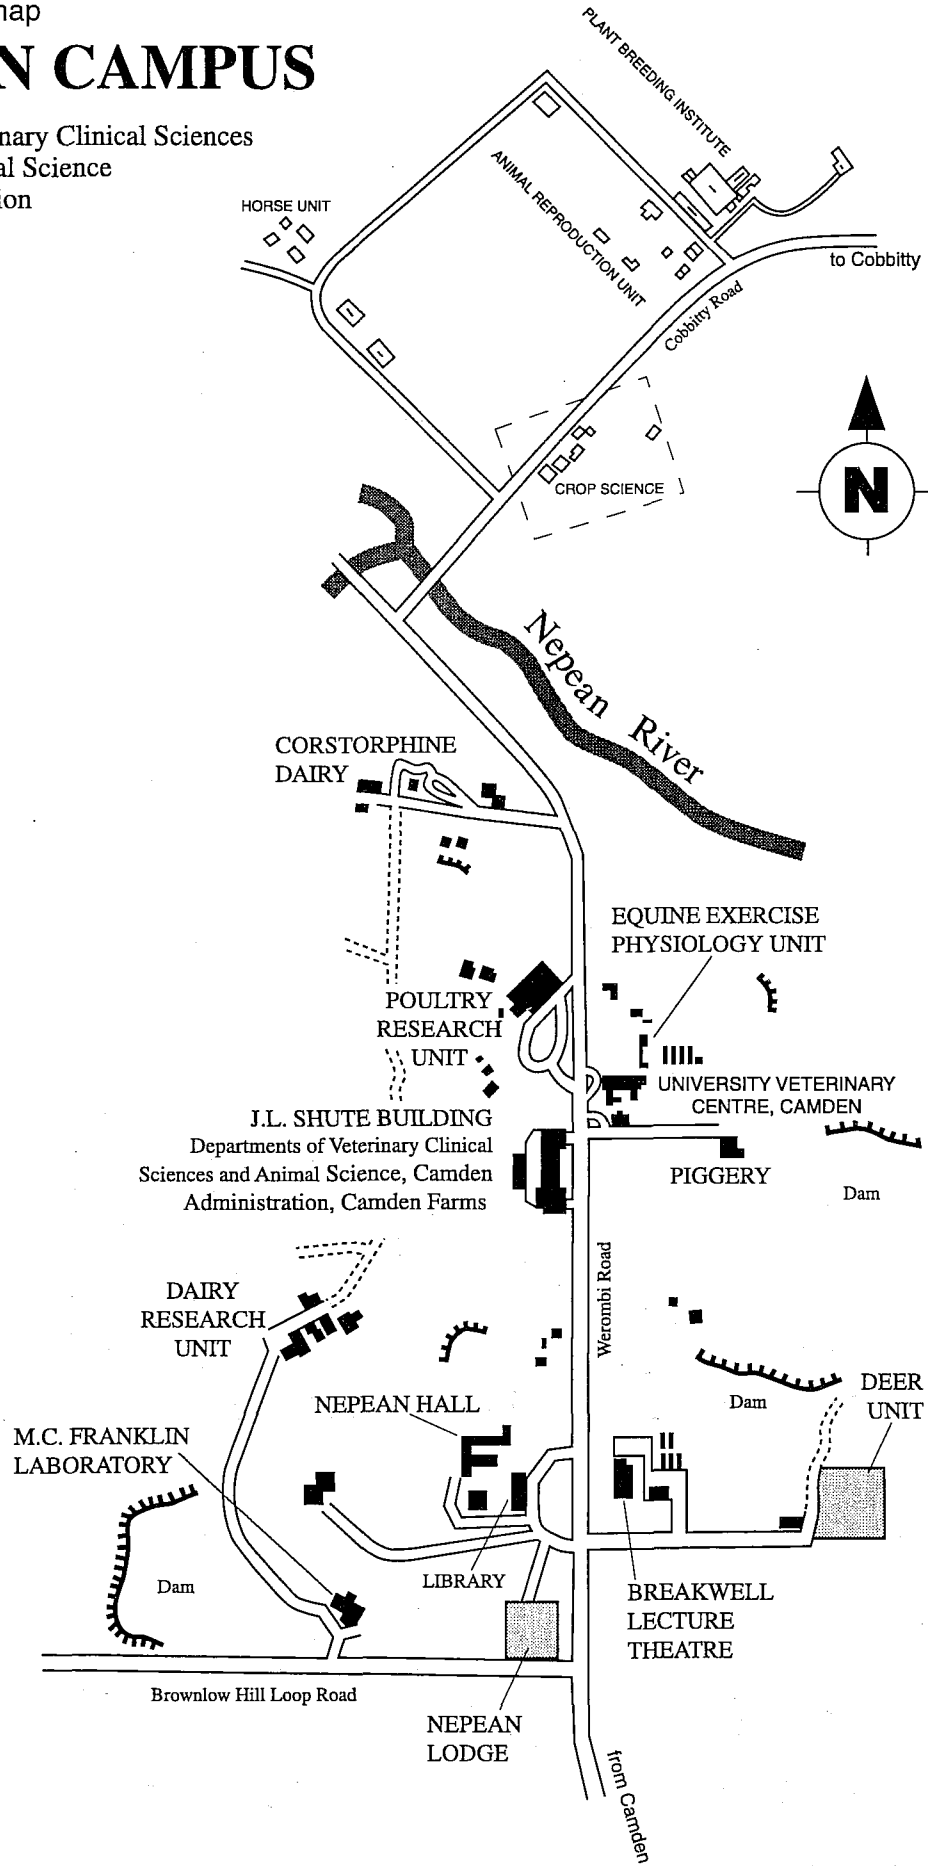 map
N CAMPUS
nary Clinical Sciences
al Science
ion
PLANT BREEDING INSTITUTE
ANIMAL REPRODUCTION UNIT
HORSE UNIT
to Cobbitty
Cobbitty Road
CROP SCIENCE
N
Nepean River
CORSTORPHINE
DAIRY
EQUINE EXERCISE
PHYSIOLOGY UNIT
POULTRY
RESEARCH
UNIT
UNIVERSITY VETERINARY
CENTRE, CAMDEN
J.L. SHUTE BUILDING
Departments of Veterinary Clinical
Sciences and Animal Science, Camden
Administration, Camden Farms
PIGGERY
Dam
Werombi Road
DAIRY
RESEARCH
UNIT
NEPEAN HALL
Dam
DEER
UNIT
M.C. FRANKLIN
LABORATORY
Dam
LIBRARY
BREAKWELL
LECTURE
THEATRE
Brownlow Hill Loop Road
NEPEAN
LODGE
from Camden